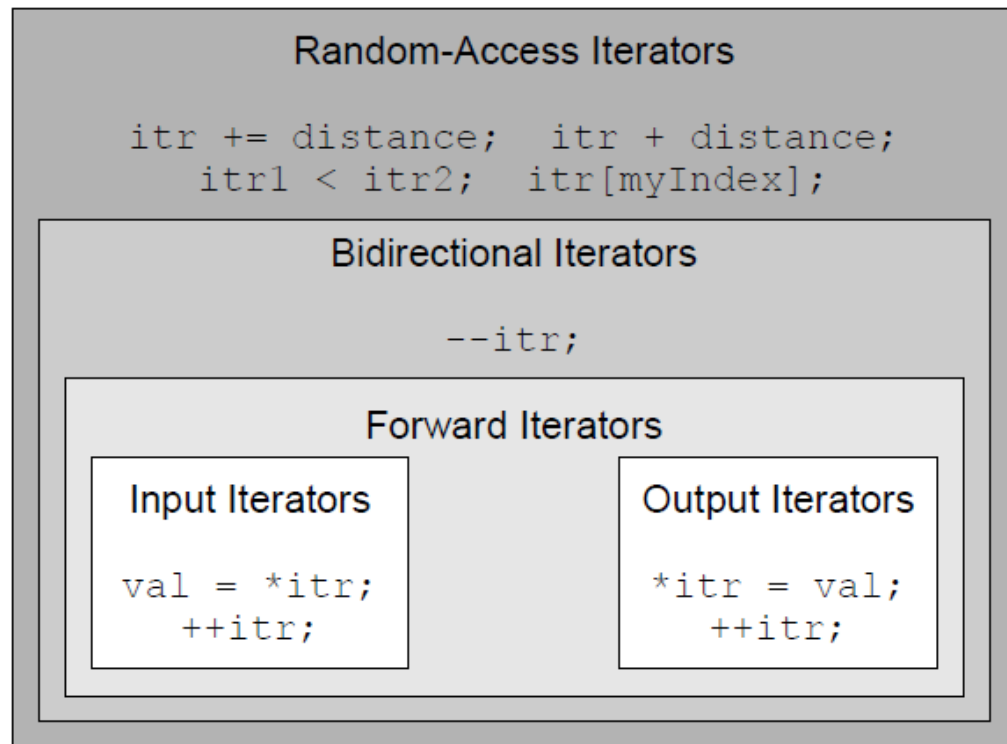 Random-Access Iterators
itr += distance;  itr + distance;
itr1 < itr2;  itr[myIndex];
Bidirectional Iterators
--itr;
Forward Iterators
Input Iterators
val = *itr;
++itr;
Output Iterators
*itr = val;
++itr;